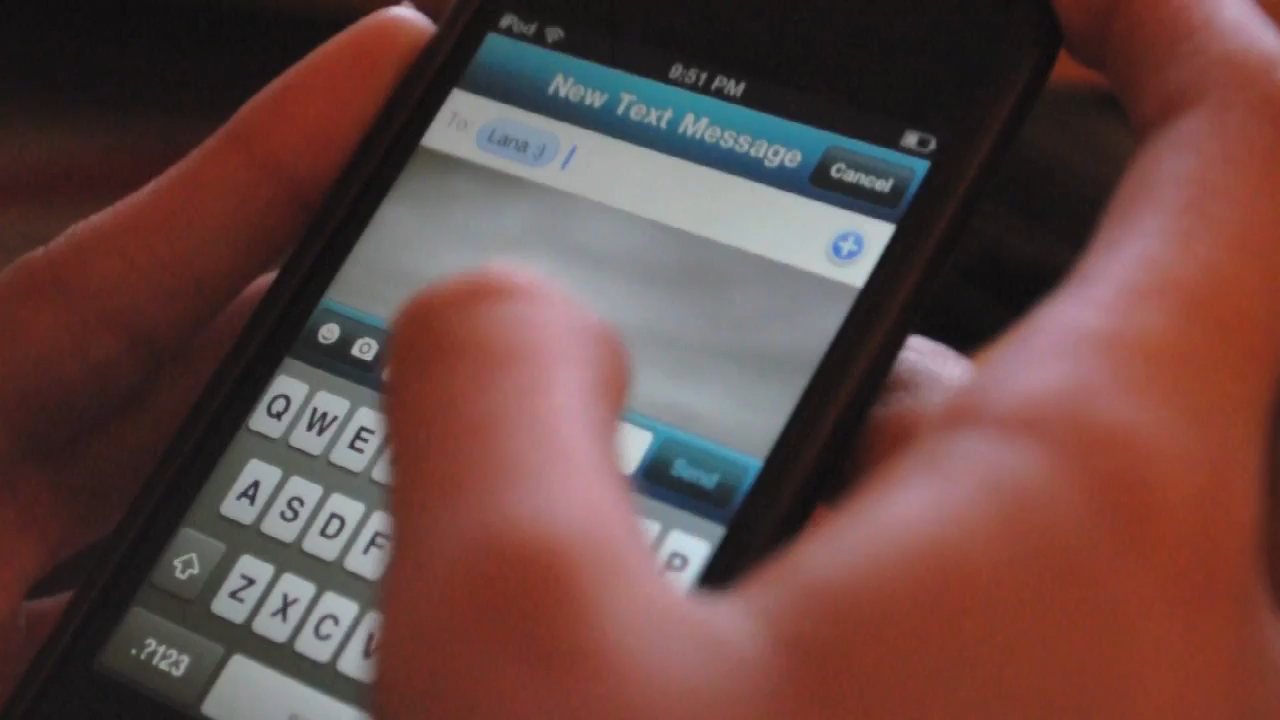 iPod
9:51 PM
New Text Message
Cancel
To: Lana :)
Send
Q W E
A S D F
P
Z X C V
.?123